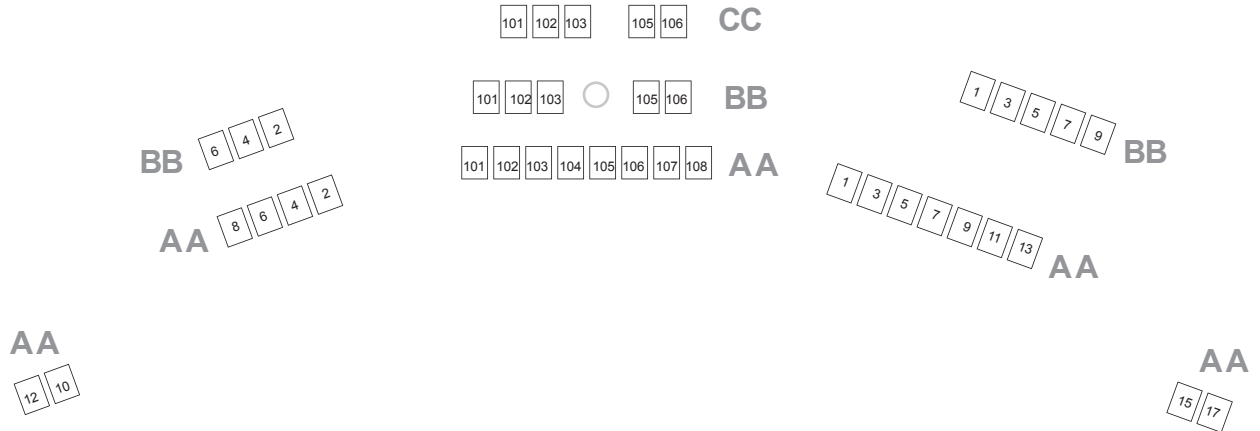 101 102 103 105 106 CC
101 102 103 105 106 BB
1 3 5 7 9 BB
BB 6 4 2
101 102 103 104 105 106 107 108 AA
1 3 5 7 9 11 13 AA
AA 8 6 4 2
AA
12 10
AA
15 17